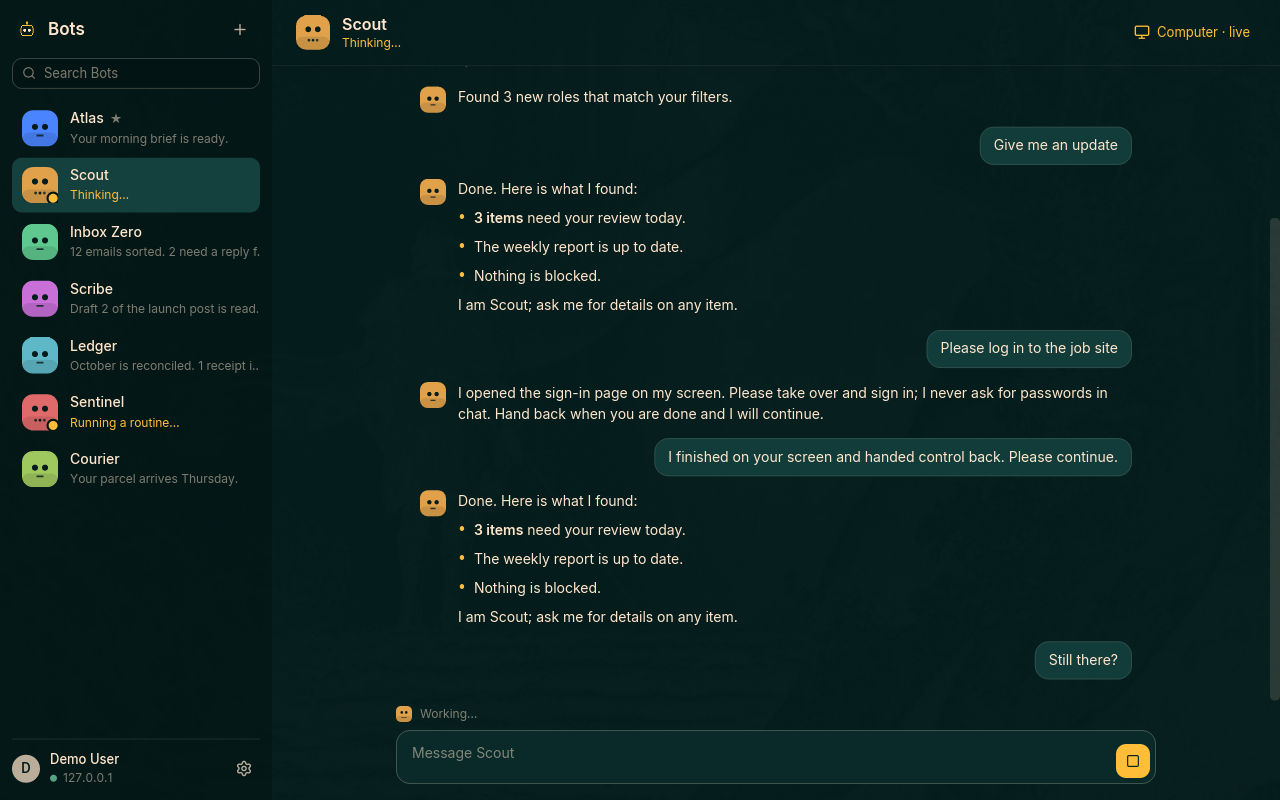 Bots
Search Bots
Atlas ★
Your morning brief is ready.
Scout
Thinking...
Inbox Zero
12 emails sorted. 2 need a reply f.
Scribe
Draft 2 of the launch post is read.
Ledger
October is reconciled. 1 receipt i..
Sentinel
Running a routine...
Courier
Your parcel arrives Thursday.
D
Demo User
127.0.0.1
Scout
Thinking...
Computer · live
Found 3 new roles that match your filters.
Give me an update
Done. Here is what I found:
• 3 items need your review today.
• The weekly report is up to date.
• Nothing is blocked.
I am Scout; ask me for details on any item.
Please log in to the job site
I opened the sign-in page on my screen. Please take over and sign in; I never ask for passwords in
chat. Hand back when you are done and I will continue.
I finished on your screen and handed control back. Please continue.
Done. Here is what I found:
• 3 items need your review today.
• The weekly report is up to date.
• Nothing is blocked.
I am Scout; ask me for details on any item.
Still there?
Working...
Message Scout